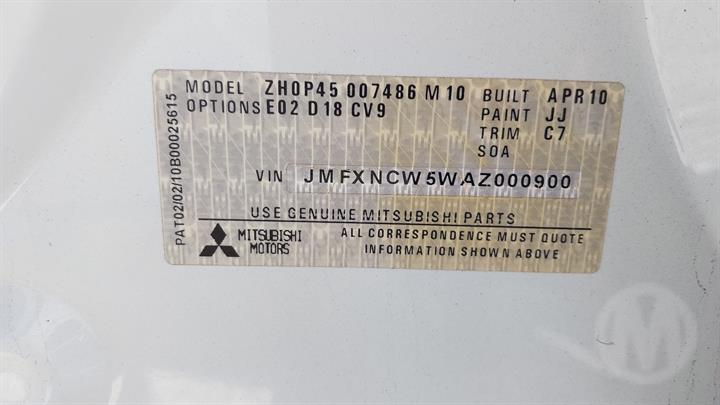 MODEL ZH0P45 007486 M10 BUILT APR10
OPTIONS E02 D18 CV9 PAINT JJ
TRIM C7
SOA
VIN JMFXNCW5WAZ000900
USE GENUINE MITSUBISHI PARTS
MITSUBISHI MOTORS
ALL CORRESPONDENCE MUST QUOTE
INFORMATION SHOWN ABOVE
PAT02/02/10B00025615
M